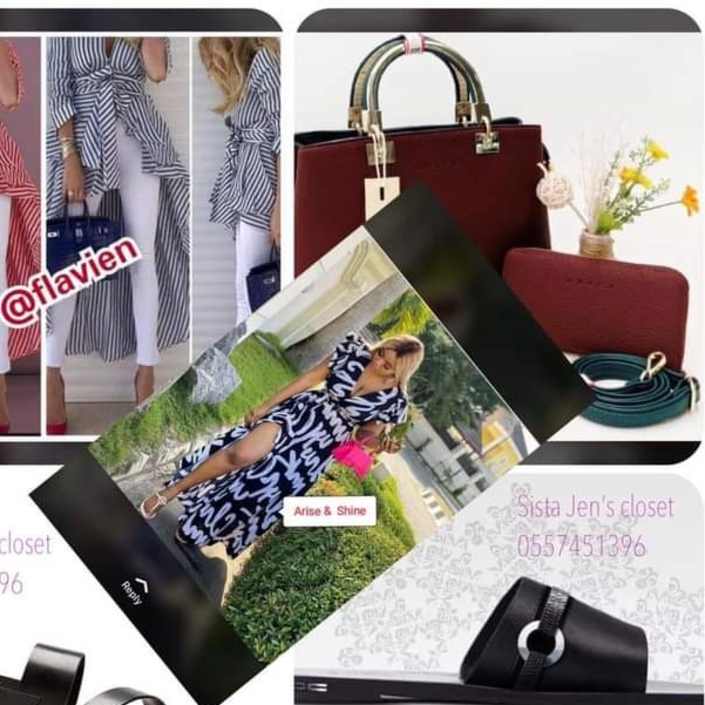 @flavien
Arise & Shine
Reply
Sista Jen's closet
0557451396
closet
96